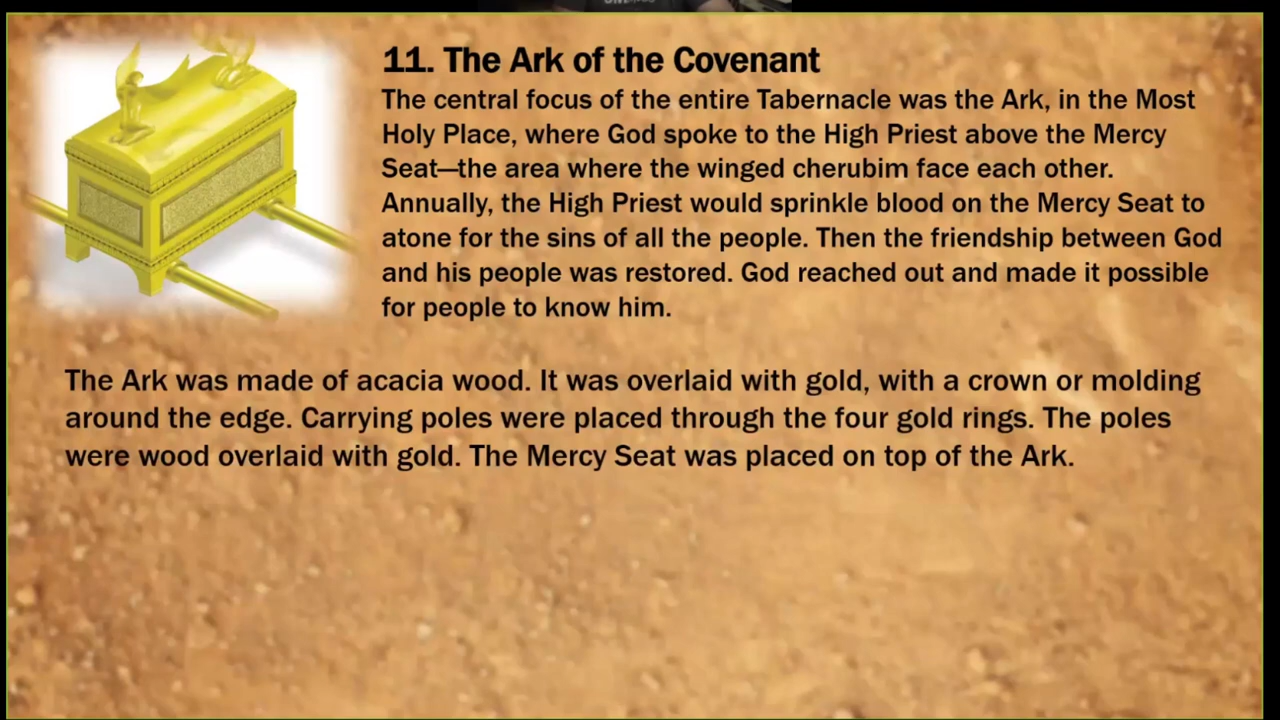 11. The Ark of the Covenant
The central focus of the entire Tabernacle was the Ark, in the Most
Holy Place, where God spoke to the High Priest above the Mercy
Seat—the area where the winged cherubim face each other.
Annually, the High Priest would sprinkle blood on the Mercy Seat to
atone for the sins of all the people. Then the friendship between God
and his people was restored. God reached out and made it possible
for people to know him.
The Ark was made of acacia wood. It was overlaid with gold, with a crown or molding
around the edge. Carrying poles were placed through the four gold rings. The poles
were wood overlaid with gold. The Mercy Seat was placed on top of the Ark.